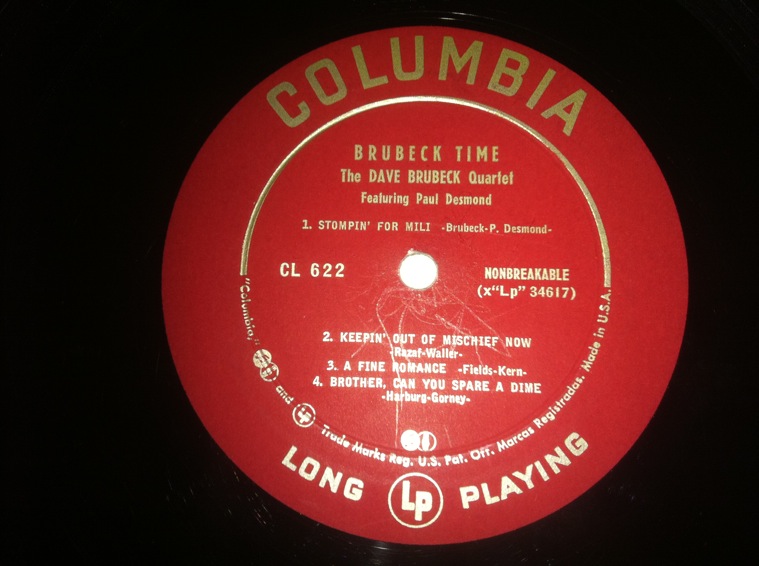 COLUMBIA
BRUBECK TIME
The DAVE BRUBECK Quartet
Featuring Paul Desmond
1. STOMPIN' FOR MILI -Brubeck-P. Desmond-
CL 622
NONBREAKABLE
(x"Lp" 34617)
2. KEEPIN' OUT OF MISCHIEF NOW
-Razaf-Waller-
3. A FINE ROMANCE -Fields-Kern-
4. BROTHER, CAN YOU SPARE A DIME
-Harburg-Gorney-
"Columbia," and Lp Trade Marks Reg. U.S. Pat. Off. Marcas Registradas. Made in U.S.A.
LONG Lp PLAYING